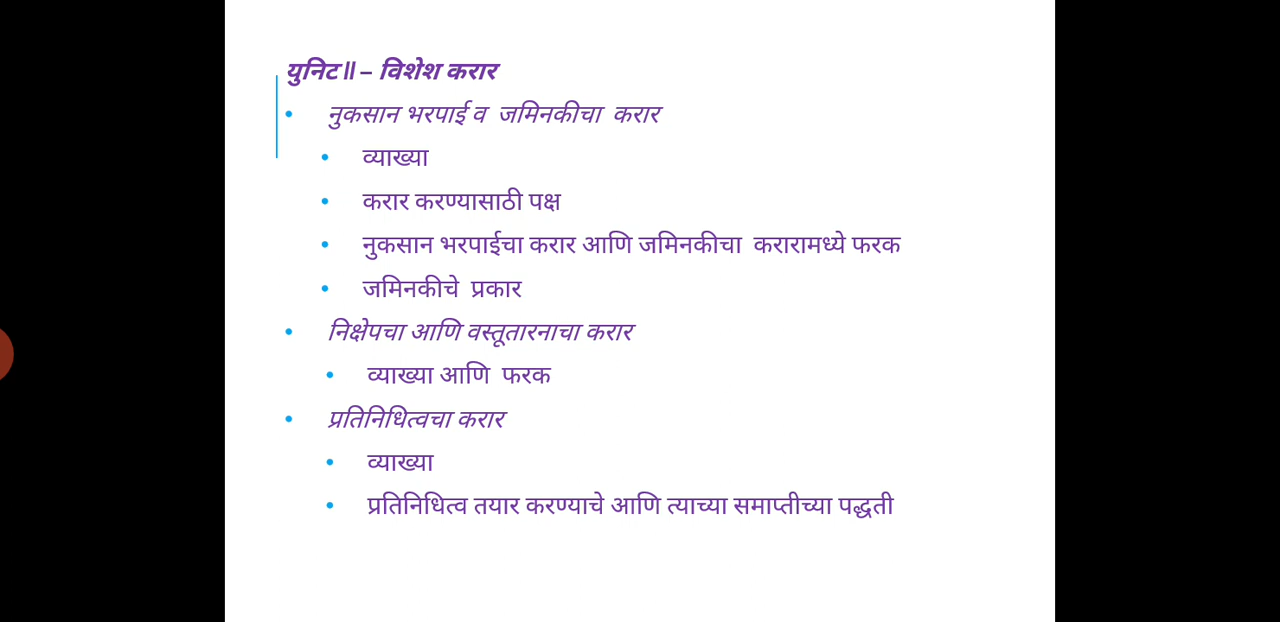 युनिट॥ – विशेश करार
नुकसान भरपाई व जमिनकीचा करार
व्याख्या
करार करण्यासाठी पक्ष
नुकसान भरपाईचा करार आणि जमिनकीचा करारामध्ये फरक
जमिनकीचे प्रकार
निक्षेपचा आणि वस्तूतारनाचा करार
व्याख्या आणि फरक
प्रतिनिधित्वचा करार
व्याख्या
प्रतिनिधित्व तयार करण्याचे आणि त्याच्या समाप्तीच्या पद्धती